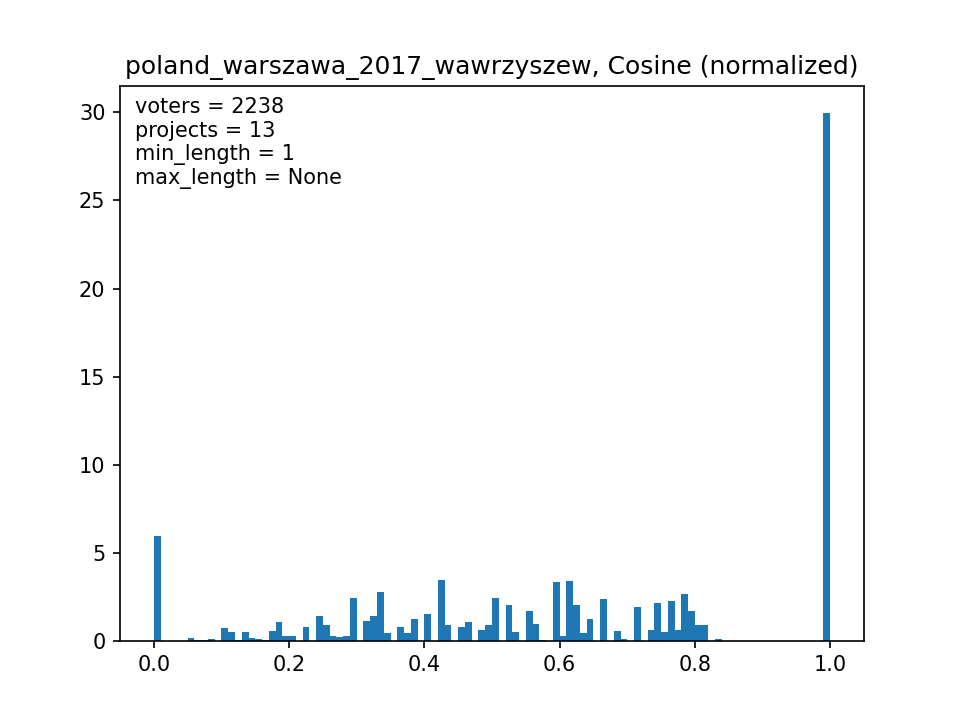 poland_warszawa_2017_wawrzyszew, Cosine (normalized)
voters = 2238
projects = 13
min_length = 1
max_length = None
30
25
20
15
10
5
0
0.0 0.2 0.4 0.6 0.8 1.0